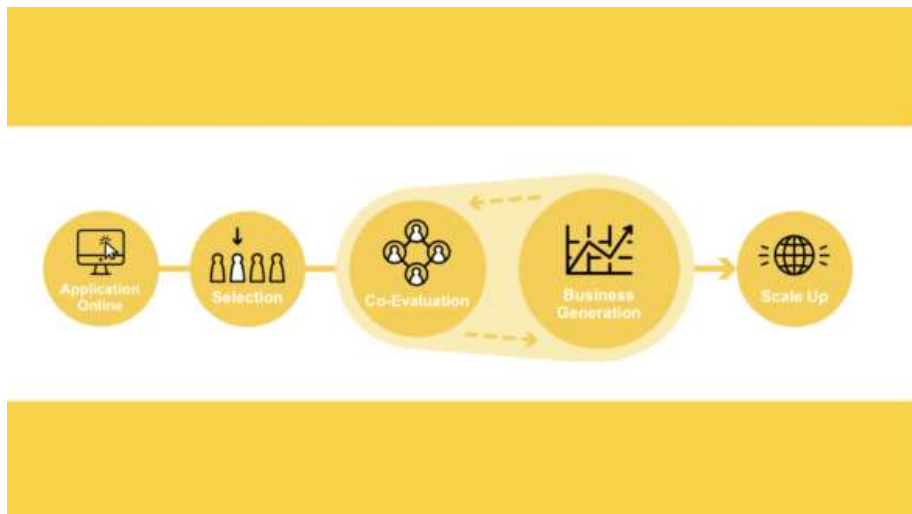 Application
Online
Selection
Co-Evaluation
Business
Generation
Scale Up